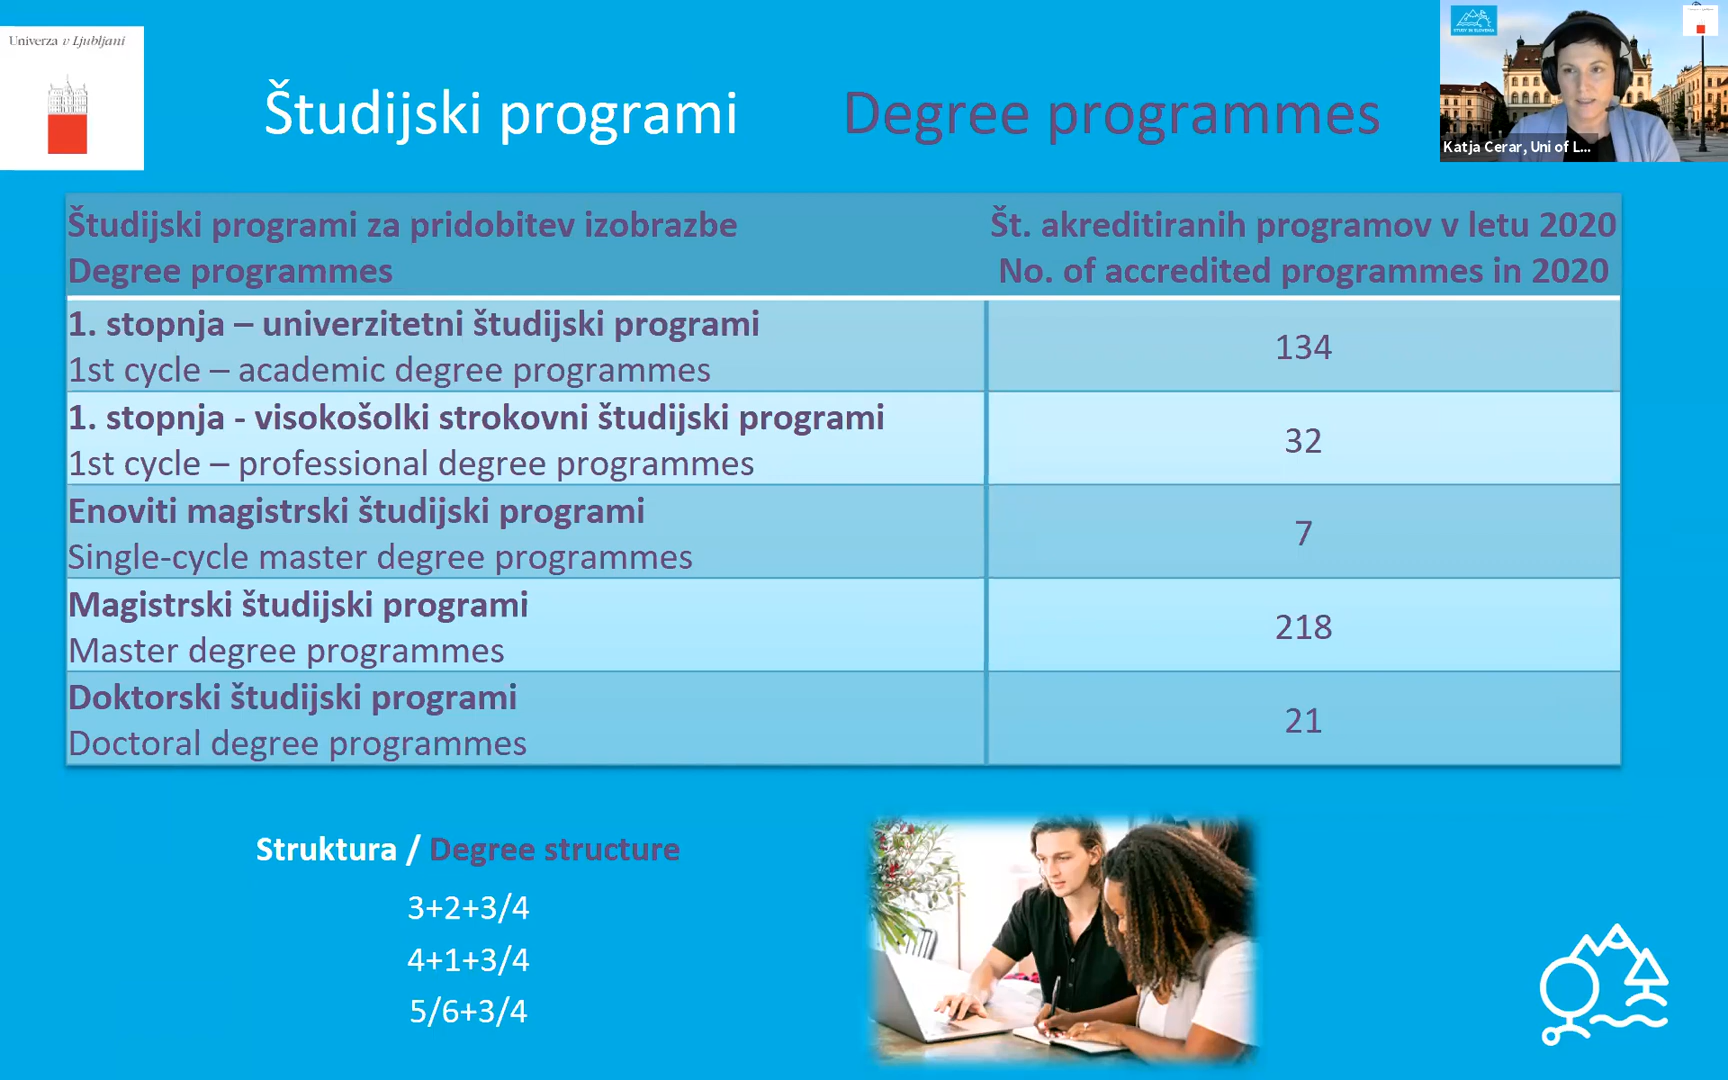 Univerza v Ljubljani
Študijski programi
Degree programmes
STUDY IN SLOVENIA
Katja Cerar, Uni of L...
Študijski programi za pridobitev izobrazbe
Degree programmes
Št. akreditiranih programov v letu 2020
No. of accredited programmes in 2020
1. stopnja – univerzitetni študijski programi
1st cycle – academic degree programmes
134
1. stopnja - visokošolki strokovni študijski programi
1st cycle – professional degree programmes
32
Enoviti magistrski študijski programi
Single-cycle master degree programmes
7
Magistrski študijski programi
Master degree programmes
218
Doktorski študijski programi
Doctoral degree programmes
21
Struktura / Degree structure
3+2+3/4
4+1+3/4
5/6+3/4